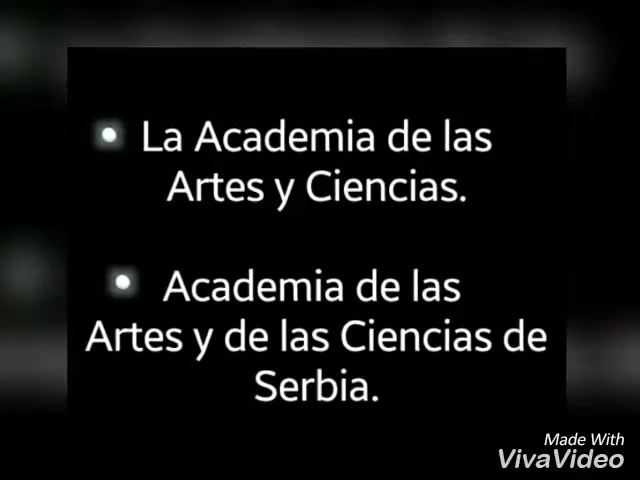 • La Academia de las
Artes y Ciencias.
• Academia de las
Artes y de las Ciencias de
Serbia.
Made With
VivaVideo